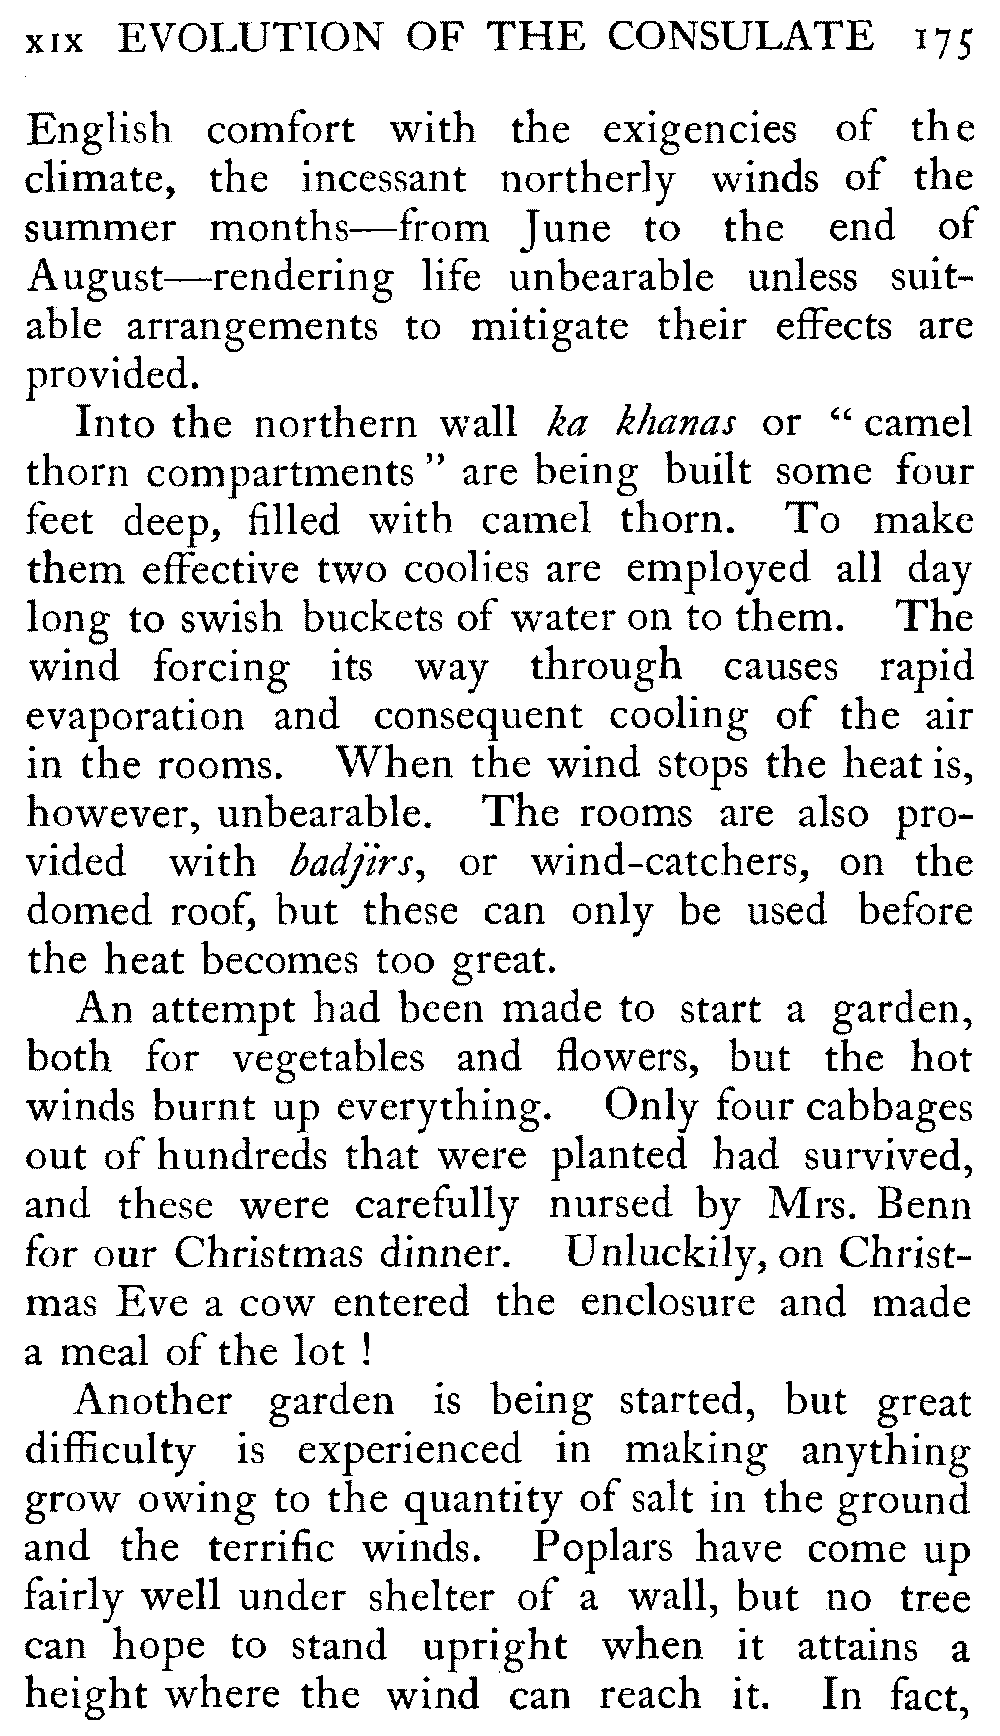 xix EVOLUTION OF THE CONSULATE 175
English comfort with the exigencies of the
climate, the incessant northerly winds of the
summer months—from June to the end of
August—rendering life unbearable unless suit-
able arrangements to mitigate their effects are
provided.
Into the northern wall ka khanas or “camel
thorn compartments” are being built some four
feet deep, filled with camel thorn. To make
them effective two coolies are employed all day
long to swish buckets of water on to them. The
wind forcing its way through causes rapid
evaporation and consequent cooling of the air
in the rooms. When the wind stops the heat is,
however, unbearable. The rooms are also pro-
vided with badjirs, or wind-catchers, on the
domed roof, but these can only be used before
the heat becomes too great.
An attempt had been made to start a garden,
both for vegetables and flowers, but the hot
winds burnt up everything. Only four cabbages
out of hundreds that were planted had survived,
and these were carefully nursed by Mrs. Benn
for our Christmas dinner. Unluckily, on Christ-
mas Eve a cow entered the enclosure and made
a meal of the lot !
Another garden is being started, but great
difficulty is experienced in making anything
grow owing to the quantity of salt in the ground
and the terrific winds. Poplars have come up
fairly well under shelter of a wall, but no tree
can hope to stand upright when it attains a
height where the wind can reach it. In fact,